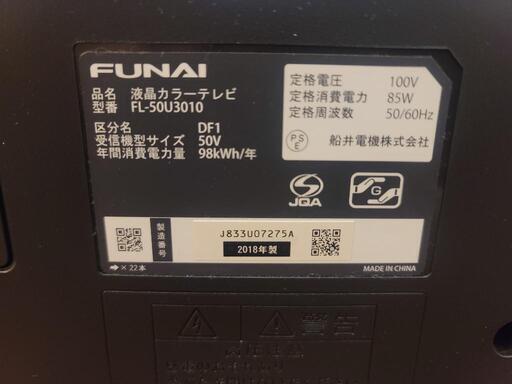 FUNAI
品名 液晶カラーテレビ
型番 FL-50U3010
区分名 DF1
受信機型サイズ 50V
年間消費電力量 98kWh/年
定格電圧 100V
定格消費電力 85W
定格周波数 50/60Hz
PSE 船井電機株式会社
JQA
G
製造番号
J833U07275A
2018年製
➔ × 22本
MADE IN CHINA
警告